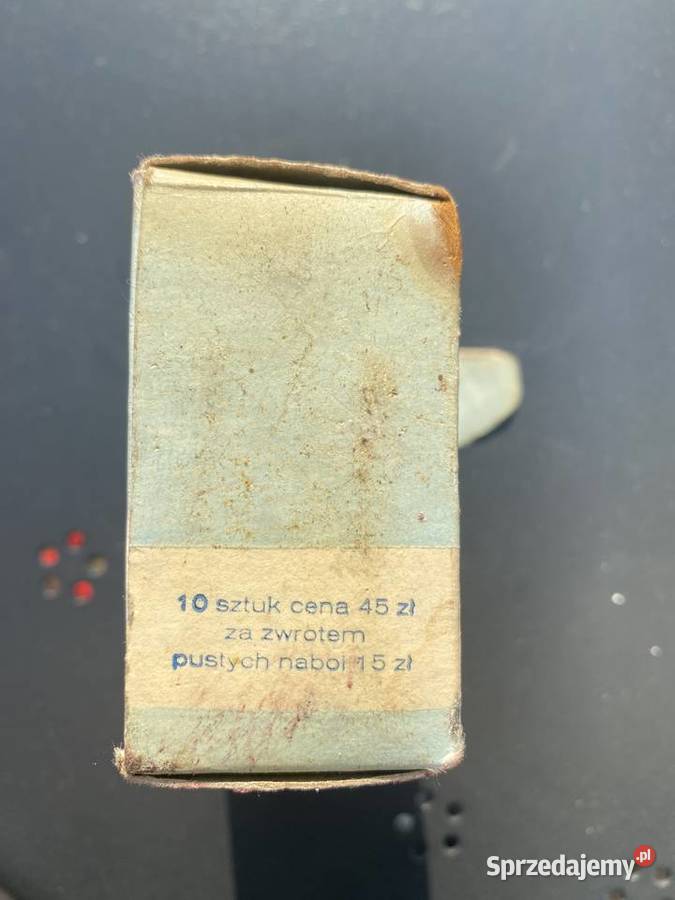 10 sztuk cena 45 zł
za zwrotem
pustych naboi 15 zł
Sprzedajemy.pl